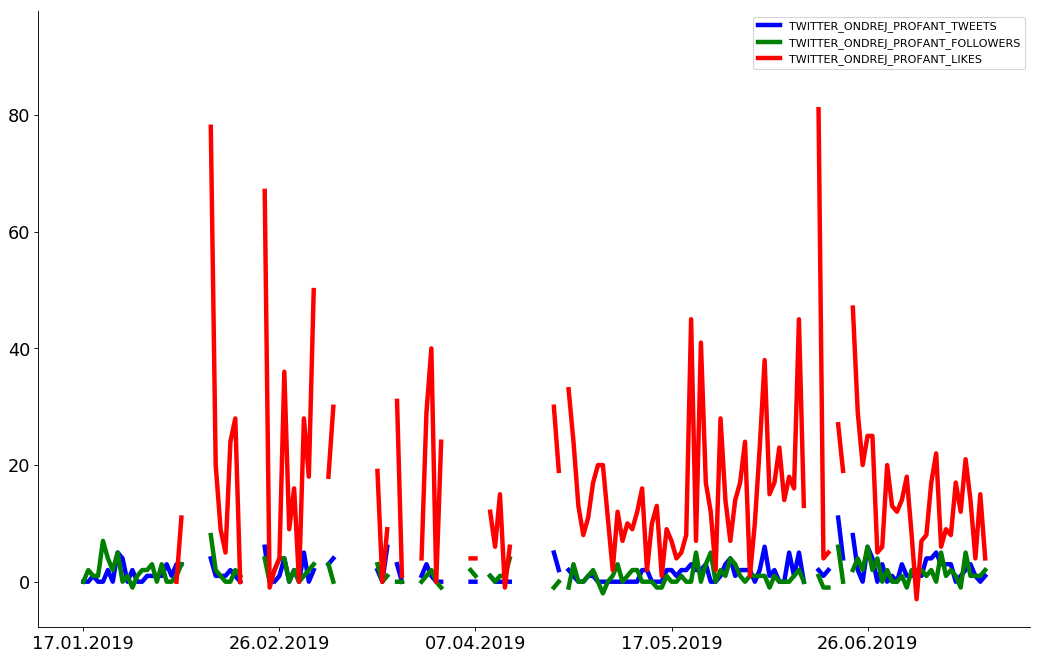 TWITTER_ONDREJ_PROFANT_TWEETS
TWITTER_ONDREJ_PROFANT_FOLLOWERS
TWITTER_ONDREJ_PROFANT_LIKES
80
60
40
20
0
17.01.2019 26.02.2019 07.04.2019 17.05.2019 26.06.2019